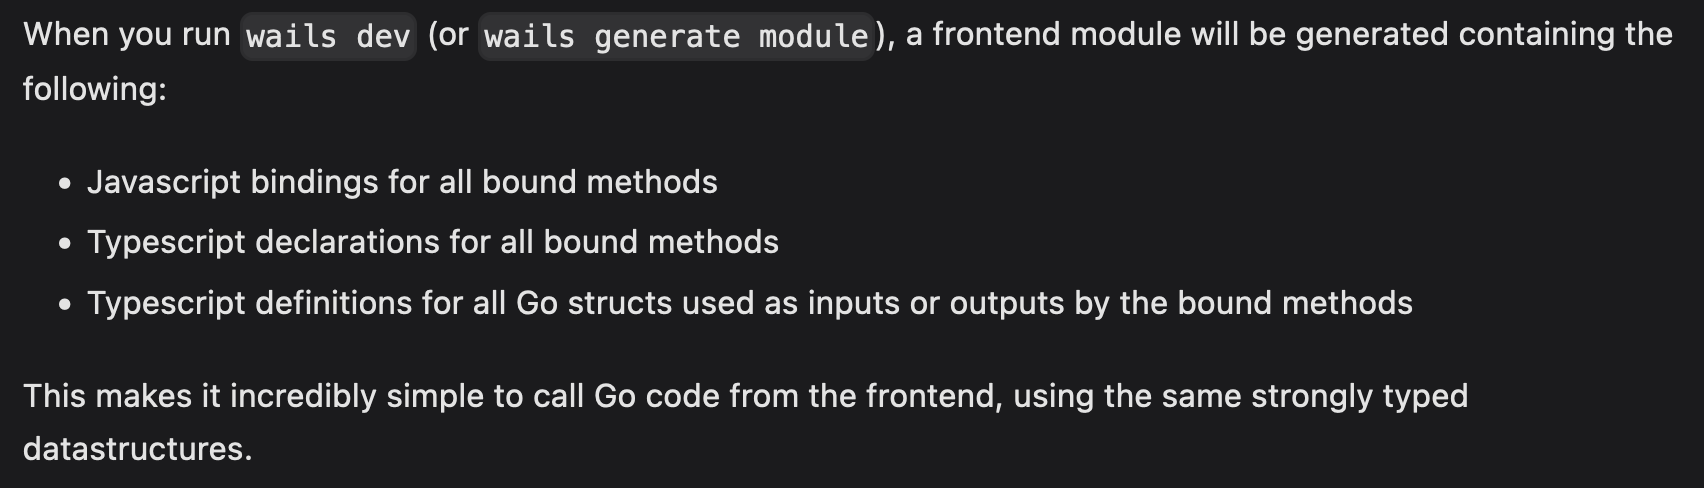 When you run wails dev (or wails generate module), a frontend module will be generated containing the
following:
• Javascript bindings for all bound methods
• Typescript declarations for all bound methods
• Typescript definitions for all Go structs used as inputs or outputs by the bound methods
This makes it incredibly simple to call Go code from the frontend, using the same strongly typed
datastructures.